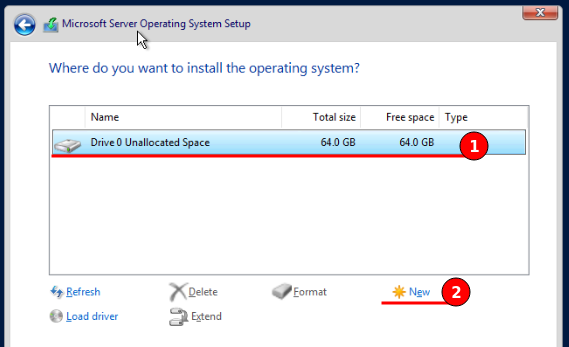 Microsoft Server Operating System Setup
Where do you want to install the operating system?
Name Total size Free space Type
Drive 0 Unallocated Space 64.0 GB 64.0 GB 1
Refresh Delete Format New 2
Load driver Extend